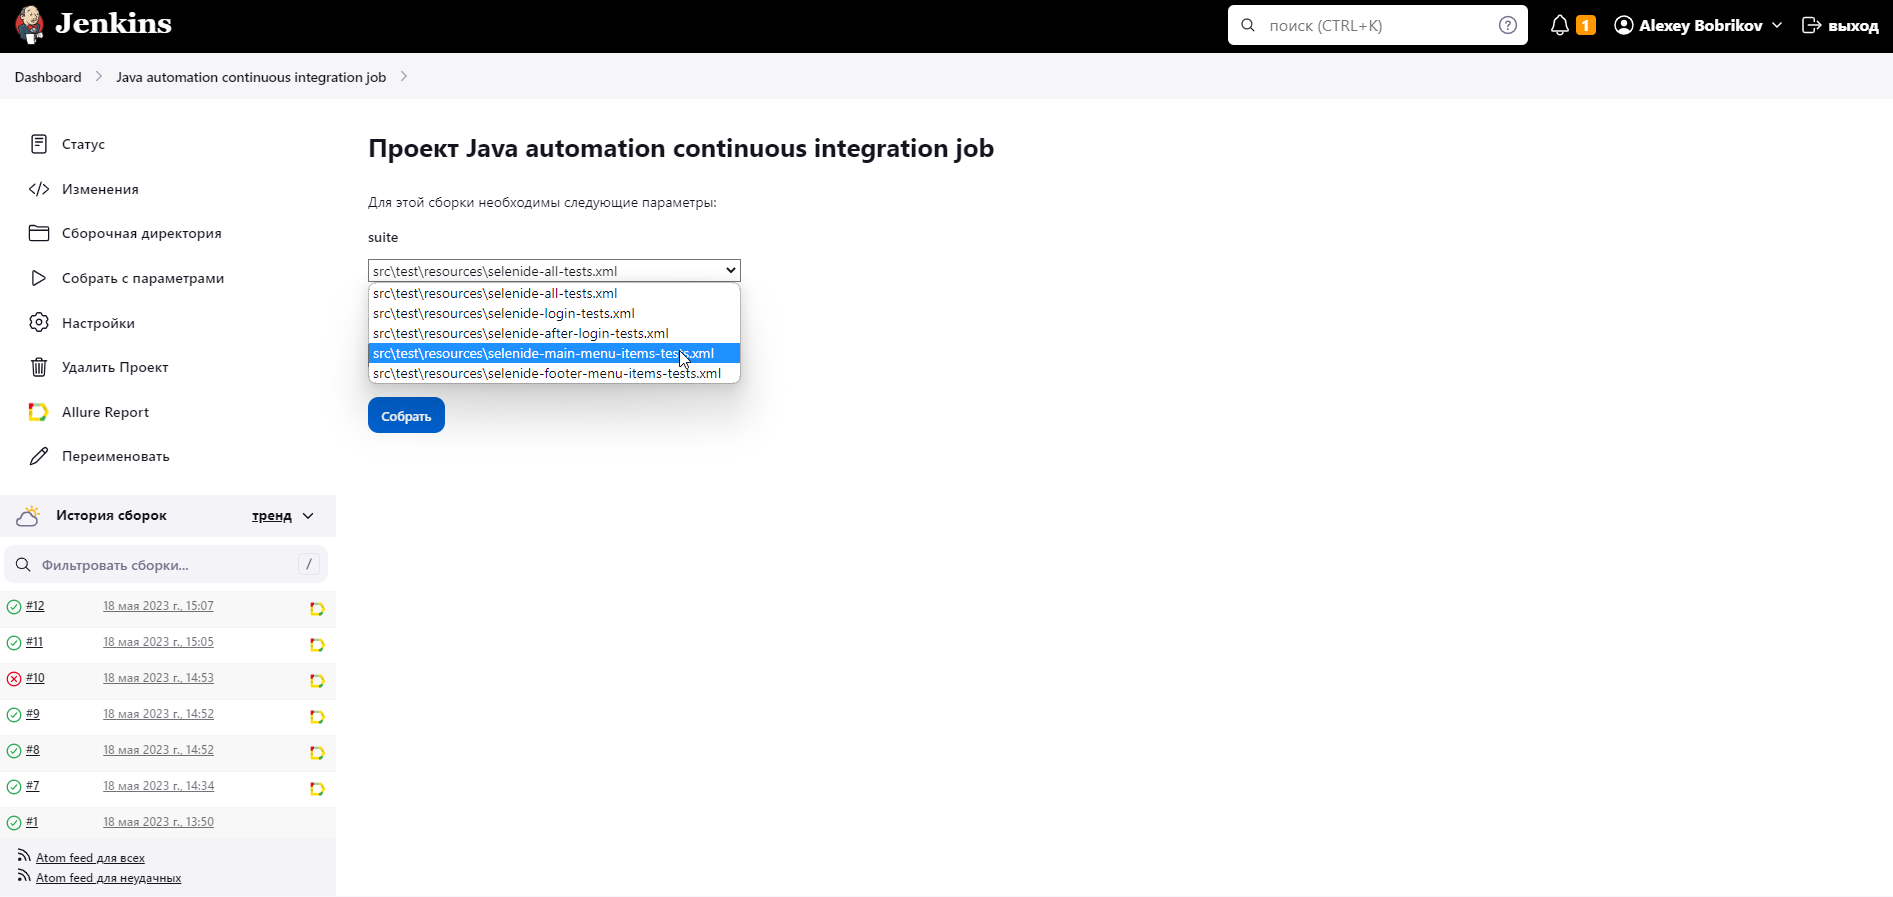 Jenkins
поиск (CTRL+K)
1
Alexey Bobrikov
выход
Dashboard
Java automation continuous integration job
Статус
Изменения
Сборочная директория
Собрать с параметрами
Настройки
Удалить Проект
Allure Report
Переименовать
История сборок
тренд
Фильтровать сборки...
/
#12 18 мая 2023 г., 15:07
#11 18 мая 2023 г., 15:05
#10 18 мая 2023 г., 14:53
#9 18 мая 2023 г., 14:52
#8 18 мая 2023 г., 14:52
#7 18 мая 2023 г., 14:34
#1 18 мая 2023 г., 13:50
Atom feed для всех
Atom feed для неудачных
Проект Java automation continuous integration job
Для этой сборки необходимы следующие параметры:
suite
src\test\resources\selenide-all-tests.xml
src\test\resources\selenide-all-tests.xml
src\test\resources\selenide-login-tests.xml
src\test\resources\selenide-after-login-tests.xml
src\test\resources\selenide-main-menu-items-tests.xml
src\test\resources\selenide-footer-menu-items-tests.xml
Собрать